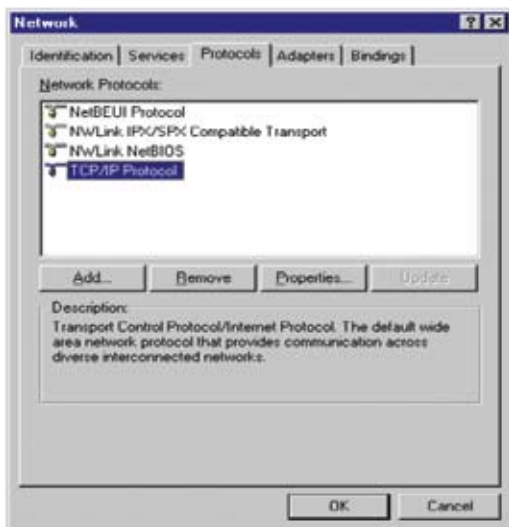 Network
Identification Services Protocols Adapters Bindings
Network Protocols:
NetBEUI Protocol
NWLink IPX/SPX Compatible Transport
NWLink NetBIOS
TCP/IP Protocol
Add... Remove Properties... Update
Description:
Transport Control Protocol/Internet Protocol. The default wide
area network protocol that provides communication across
diverse interconnected networks.
OK Cancel